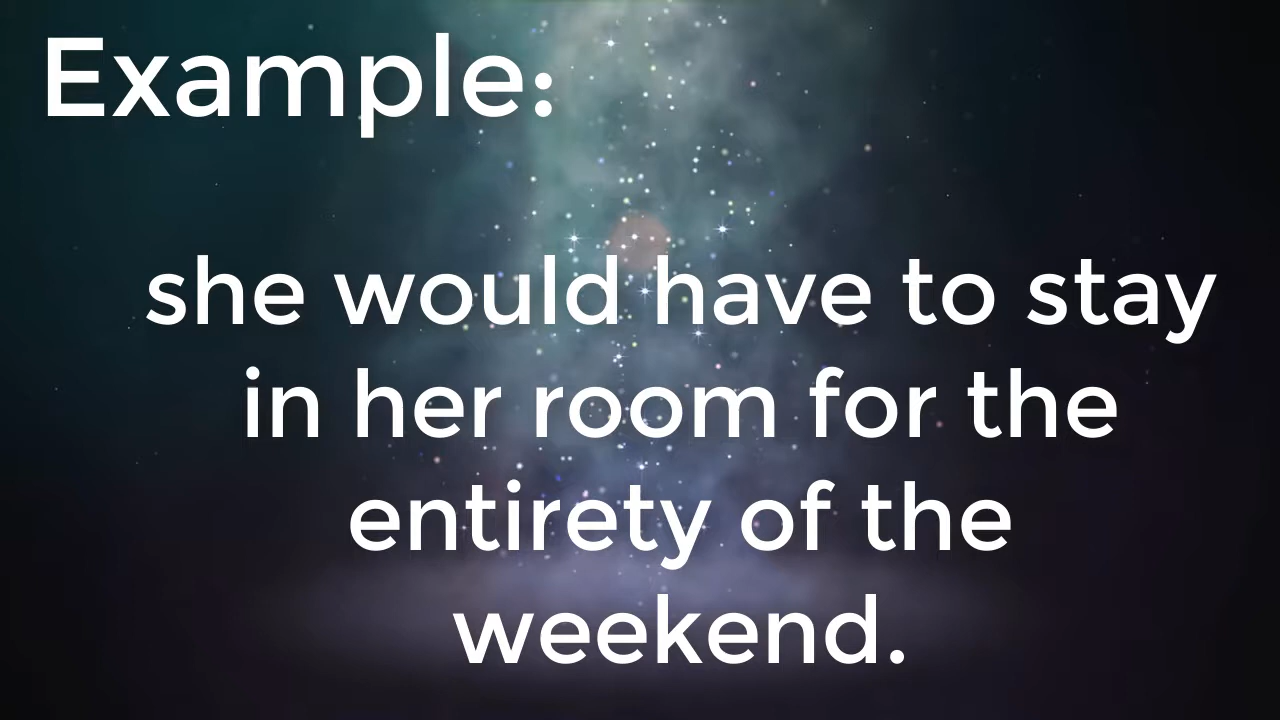 Example:
she would have to stay
in her room for the
entirety of the
weekend.